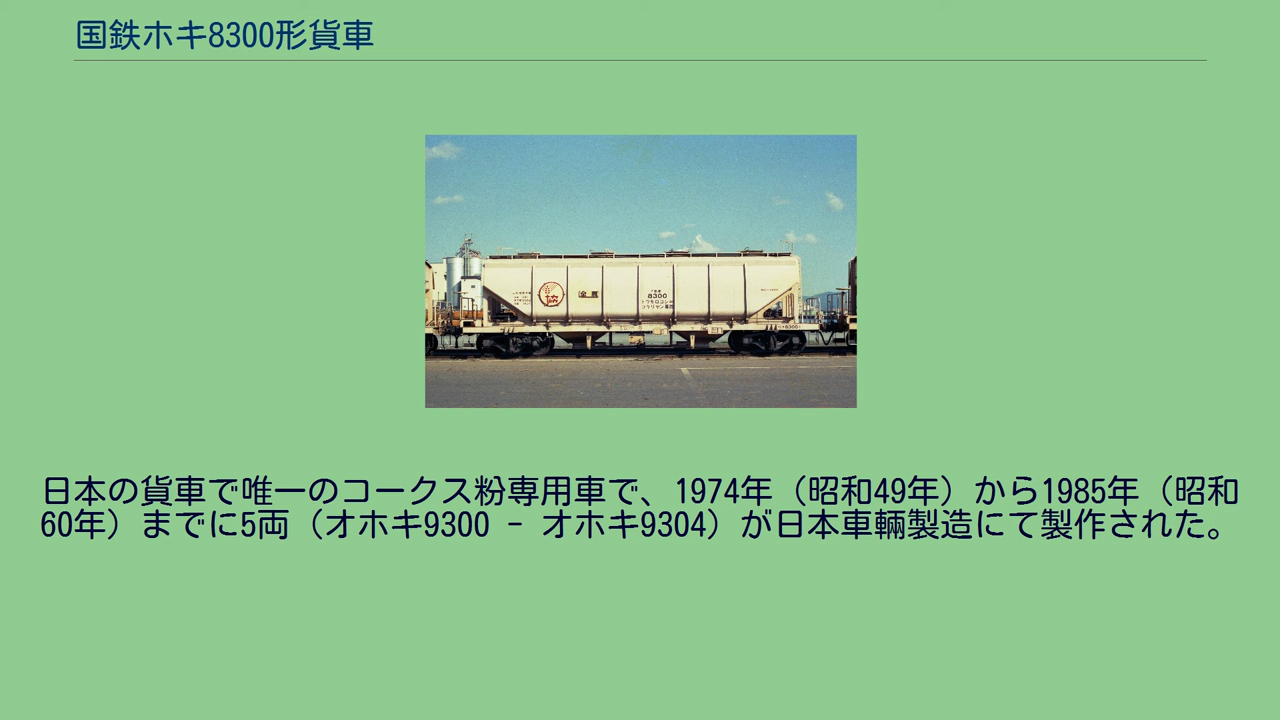 国鉄ホキ8300形貨車
8300
日本の貨車で唯一のコークス粉専用車で、1974年（昭和49年）から1985年（昭和
60年）までに5両（オホキ9300 - オホキ9304）が日本車輛製造にて製作された。